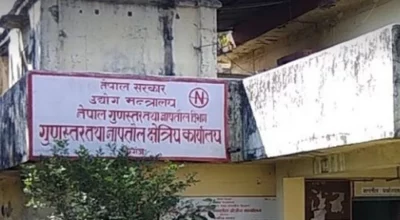 नेपाल सरकार
उद्योग मन्त्रालय
नेपाल गुणस्तर तथा नापतौल विभाग
गुणस्तर तथा नापतौल क्षेत्रिय कार्यालय
N